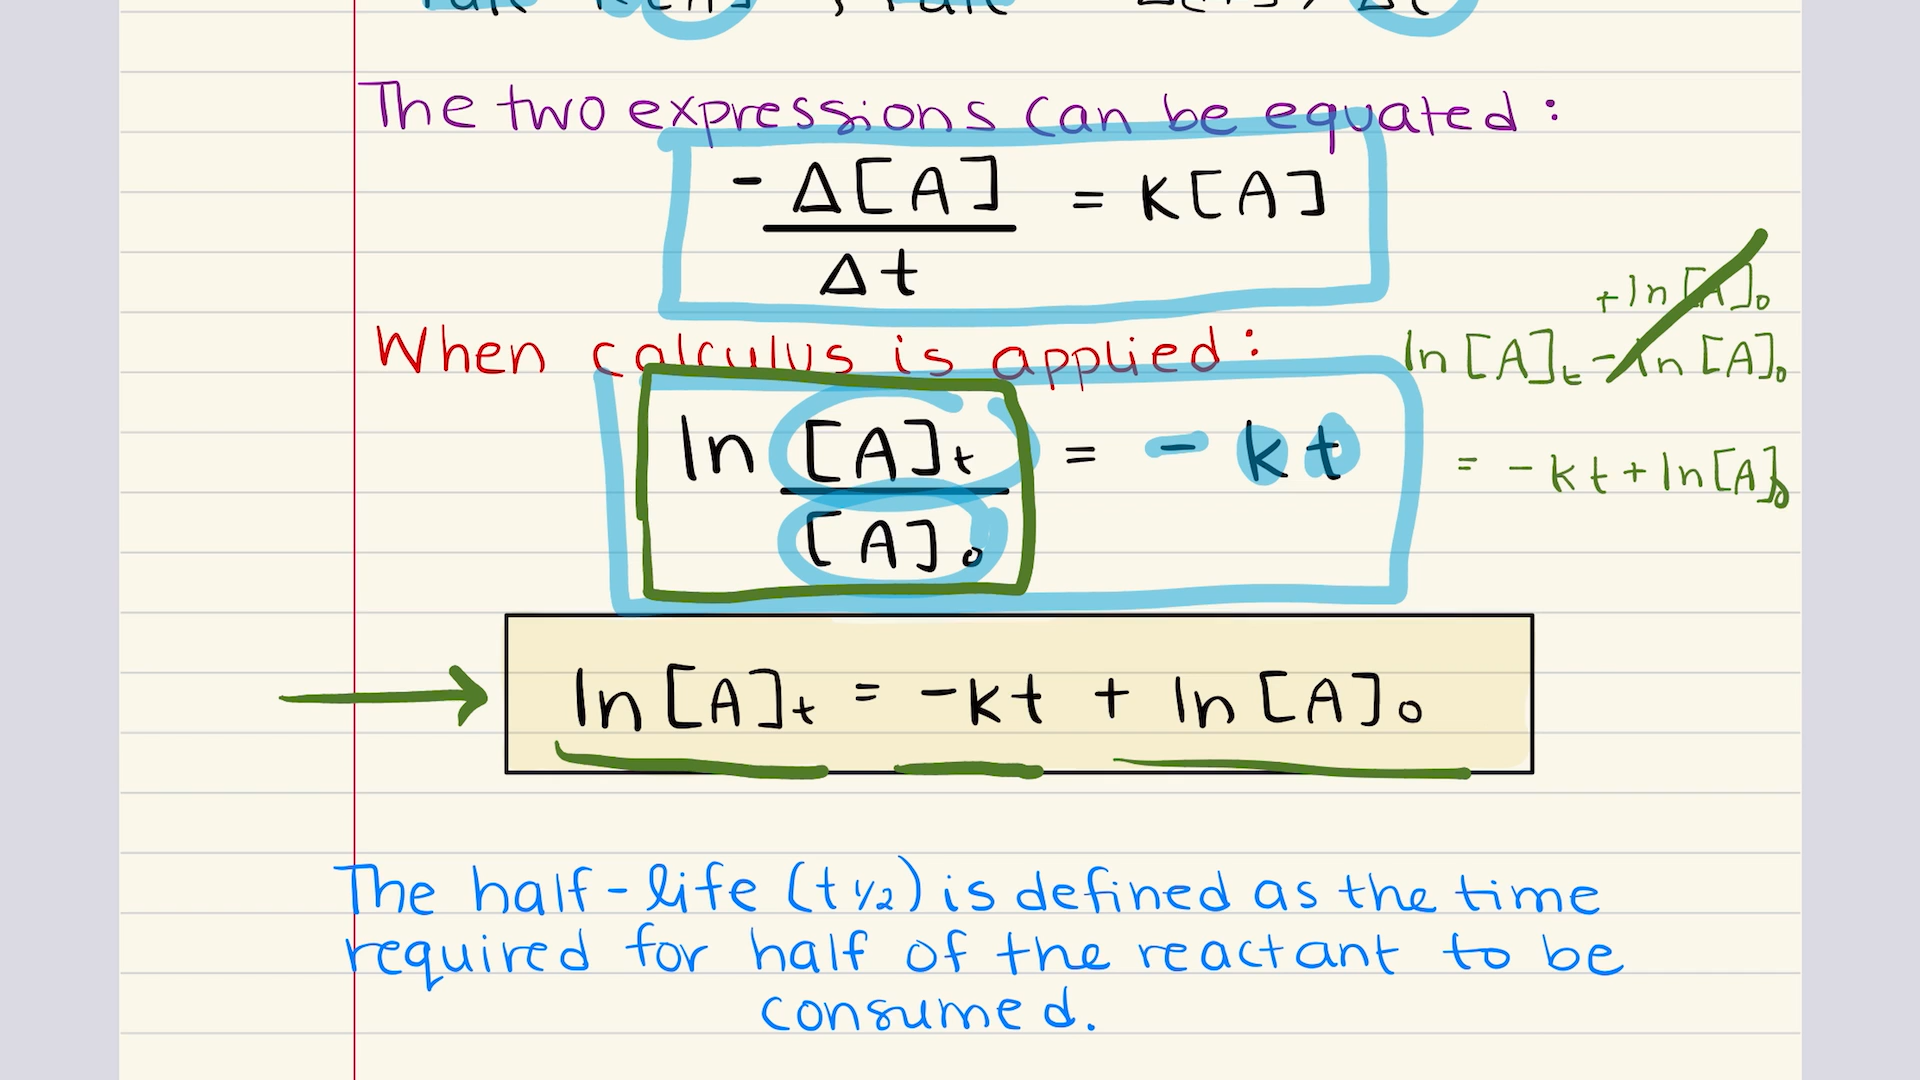 The two expressions can be equated:
-Δ[A]/Δt = K[A]
+ln[A]₀
When calculus is applied:
ln[A]t - ln[A]₀
ln [A]t/[A]₀ = -kt
= -kt + ln[A]₀
ln[A]t = -kt + ln[A]₀
The half-life (t 1/2) is defined as the time
required for half of the reactant to be
consumed.